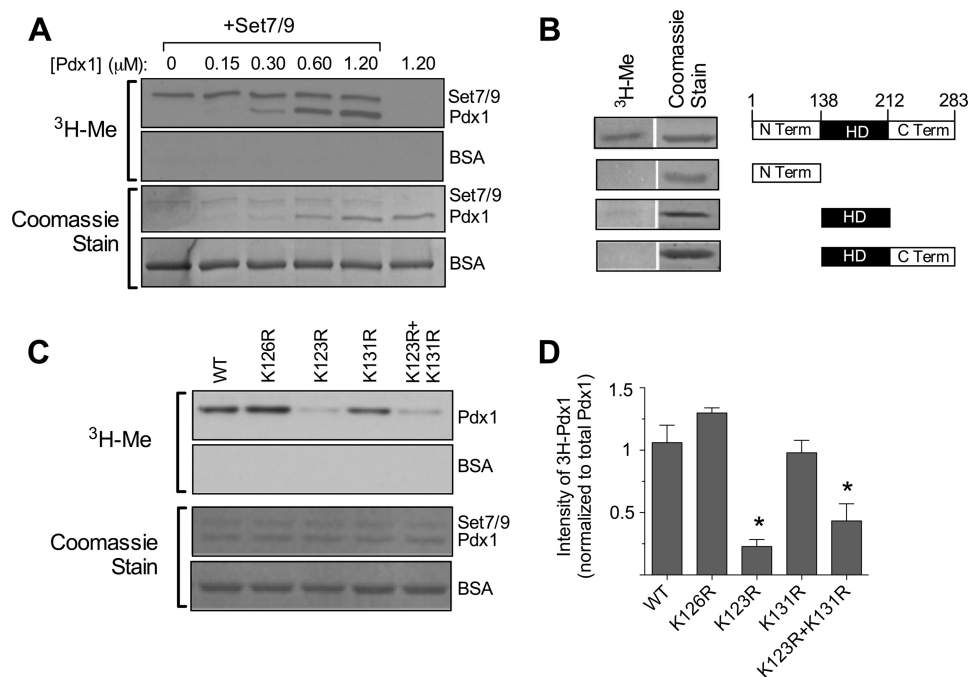 A
+Set7/9
[Pdx1] (μM): 0 0.15 0.30 0.60 1.20 1.20
³H-Me
Set7/9
Pdx1
BSA
Coomassie
Stain
Set7/9
Pdx1
BSA
B
³H-Me
Coomassie
Stain
1 138 212 283
N Term HD C Term
N Term
HD
HD C Term
C
WT
K126R
K123R
K131R
K123R+
K131R
³H-Me
Pdx1
BSA
Coomassie
Stain
Set7/9
Pdx1
BSA
D
Intensity of 3H-Pdx1
(normalized to total Pdx1)
1.5
1
0.5
*
*
WT
K126R
K123R
K131R
K123R+K131R